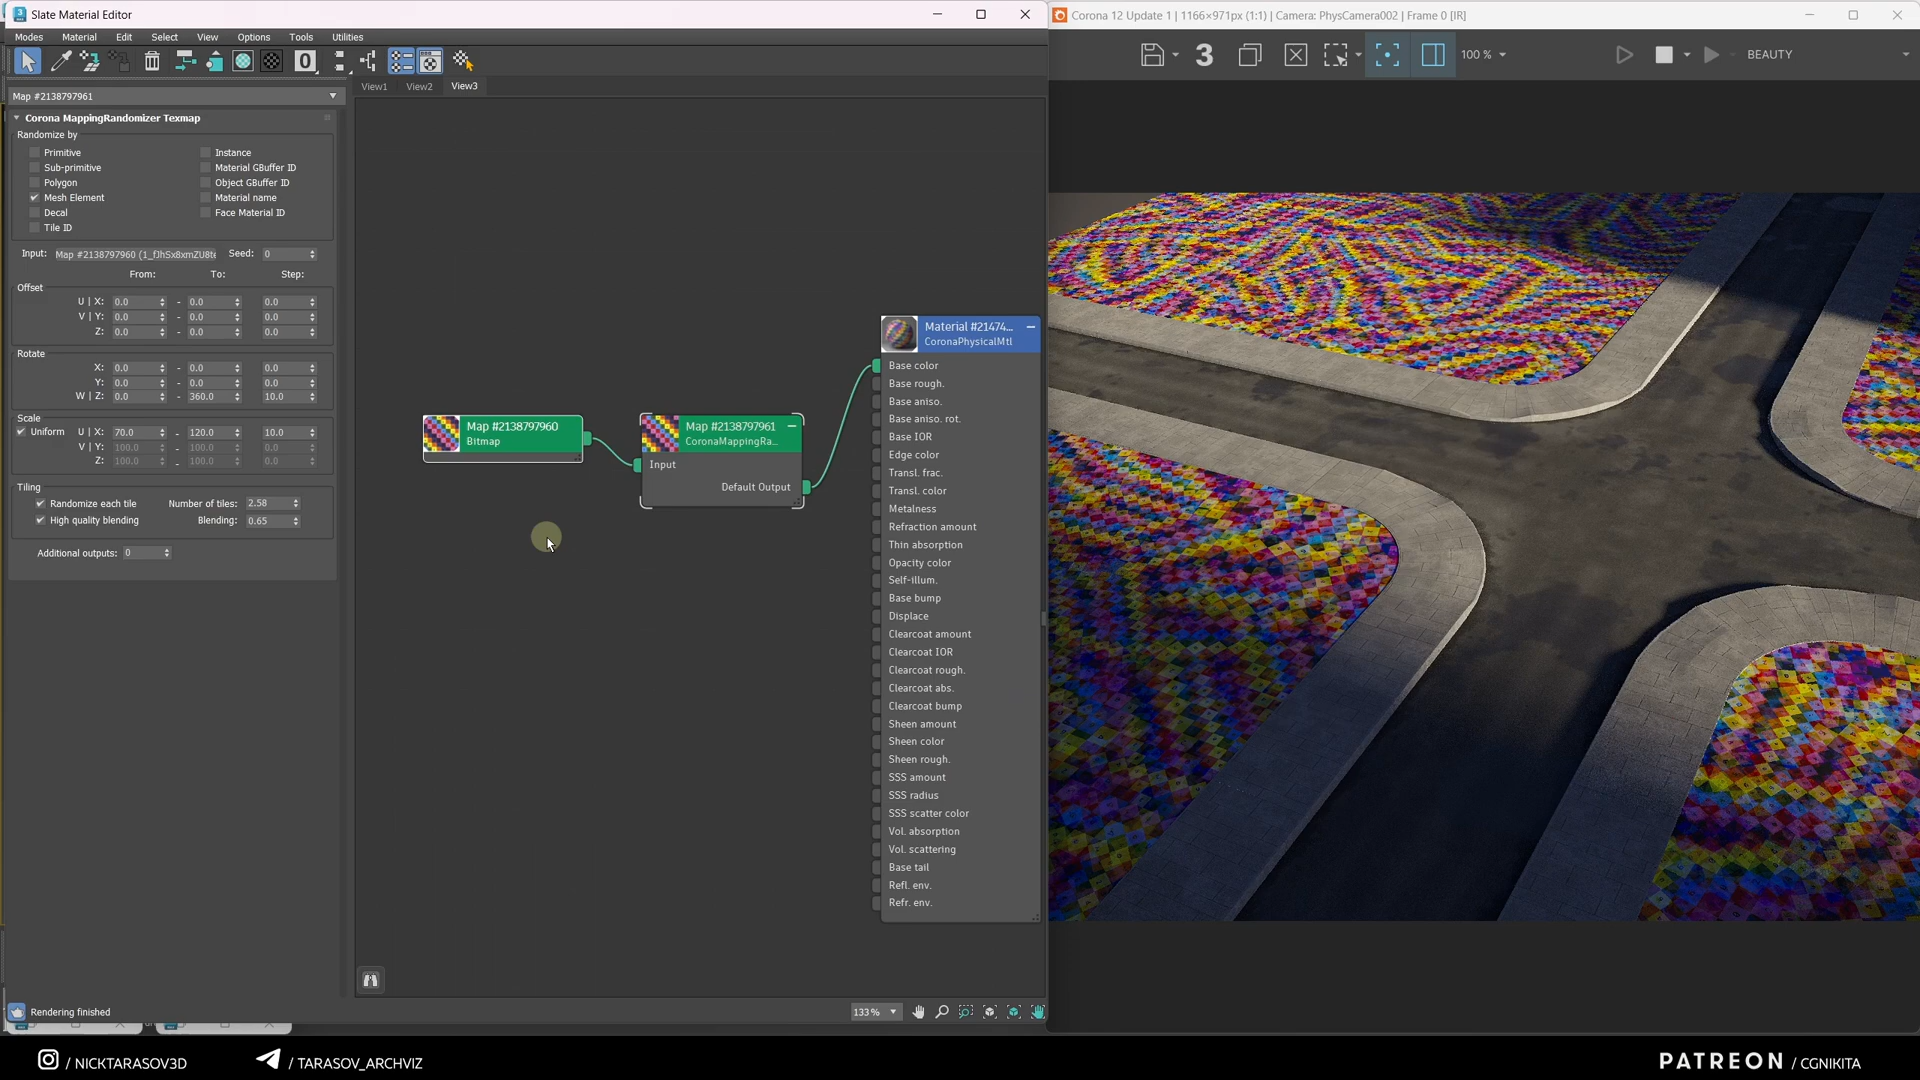 Slate Material Editor
Modes Material Edit Select View Options Tools Utilities
View1 View2 View3
Map #2138797961
Corona MappingRandomizer Texmap
Randomize by
Primitive Instance
Sub-primitive Material GBuffer ID
Polygon Object GBuffer ID
Mesh Element Material name
Decal Face Material ID
Tile ID
Input: Map #2138797960 (1_fJhSx8xmZU8te Seed: 0
From: To: Step:
Offset
U | X: 0.0 - 0.0 0.0
V | Y: 0.0 - 0.0 0.0
Z: 0.0 - 0.0 0.0
Rotate
X: 0.0 - 0.0 0.0
Y: 0.0 - 0.0 0.0
W | Z: 0.0 - 360.0 10.0
Scale
Uniform U | X: 70.0 - 120.0 10.0
V | Y: 100.0 - 100.0 0.0
Z: 100.0 - 100.0 0.0
Tiling
Randomize each tile Number of tiles: 2.58
High quality blending Blending: 0.65
Additional outputs: 0
Map #2138797960
Bitmap
Map #2138797961
CoronaMappingRa...
Input
Default Output
Material #21474...
CoronaPhysicalMtl
Base color
Base rough.
Base aniso.
Base aniso. rot.
Base IOR
Edge color
Transl. frac.
Transl. color
Metalness
Refraction amount
Thin absorption
Opacity color
Self-illum.
Base bump
Displace
Clearcoat amount
Clearcoat IOR
Clearcoat rough.
Clearcoat abs.
Clearcoat bump
Sheen amount
Sheen color
Sheen rough.
SSS amount
SSS radius
SSS scatter color
Vol. absorption
Vol. scattering
Base tail
Refl. env.
Refr. env.
Rendering finished
133 %
Corona 12 Update 1 | 1166×971px (1:1) | Camera: PhysCamera002 | Frame 0 [IR]
3 100 % BEAUTY
/ NICKTARASOV3D
/ TARASOV_ARCHVIZ
PATREON / CGNIKITA